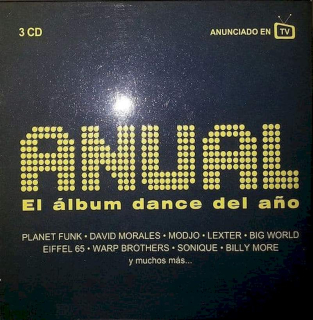 3 CD
ANUNCIADO EN TV
ANUAL
El álbum dance del año
PLANET FUNK • DAVID MORALES • MODJO • LEXTER • BIG WORLD
EIFFEL 65 • WARP BROTHERS • SONIQUE • BILLY MORE
y muchos más...